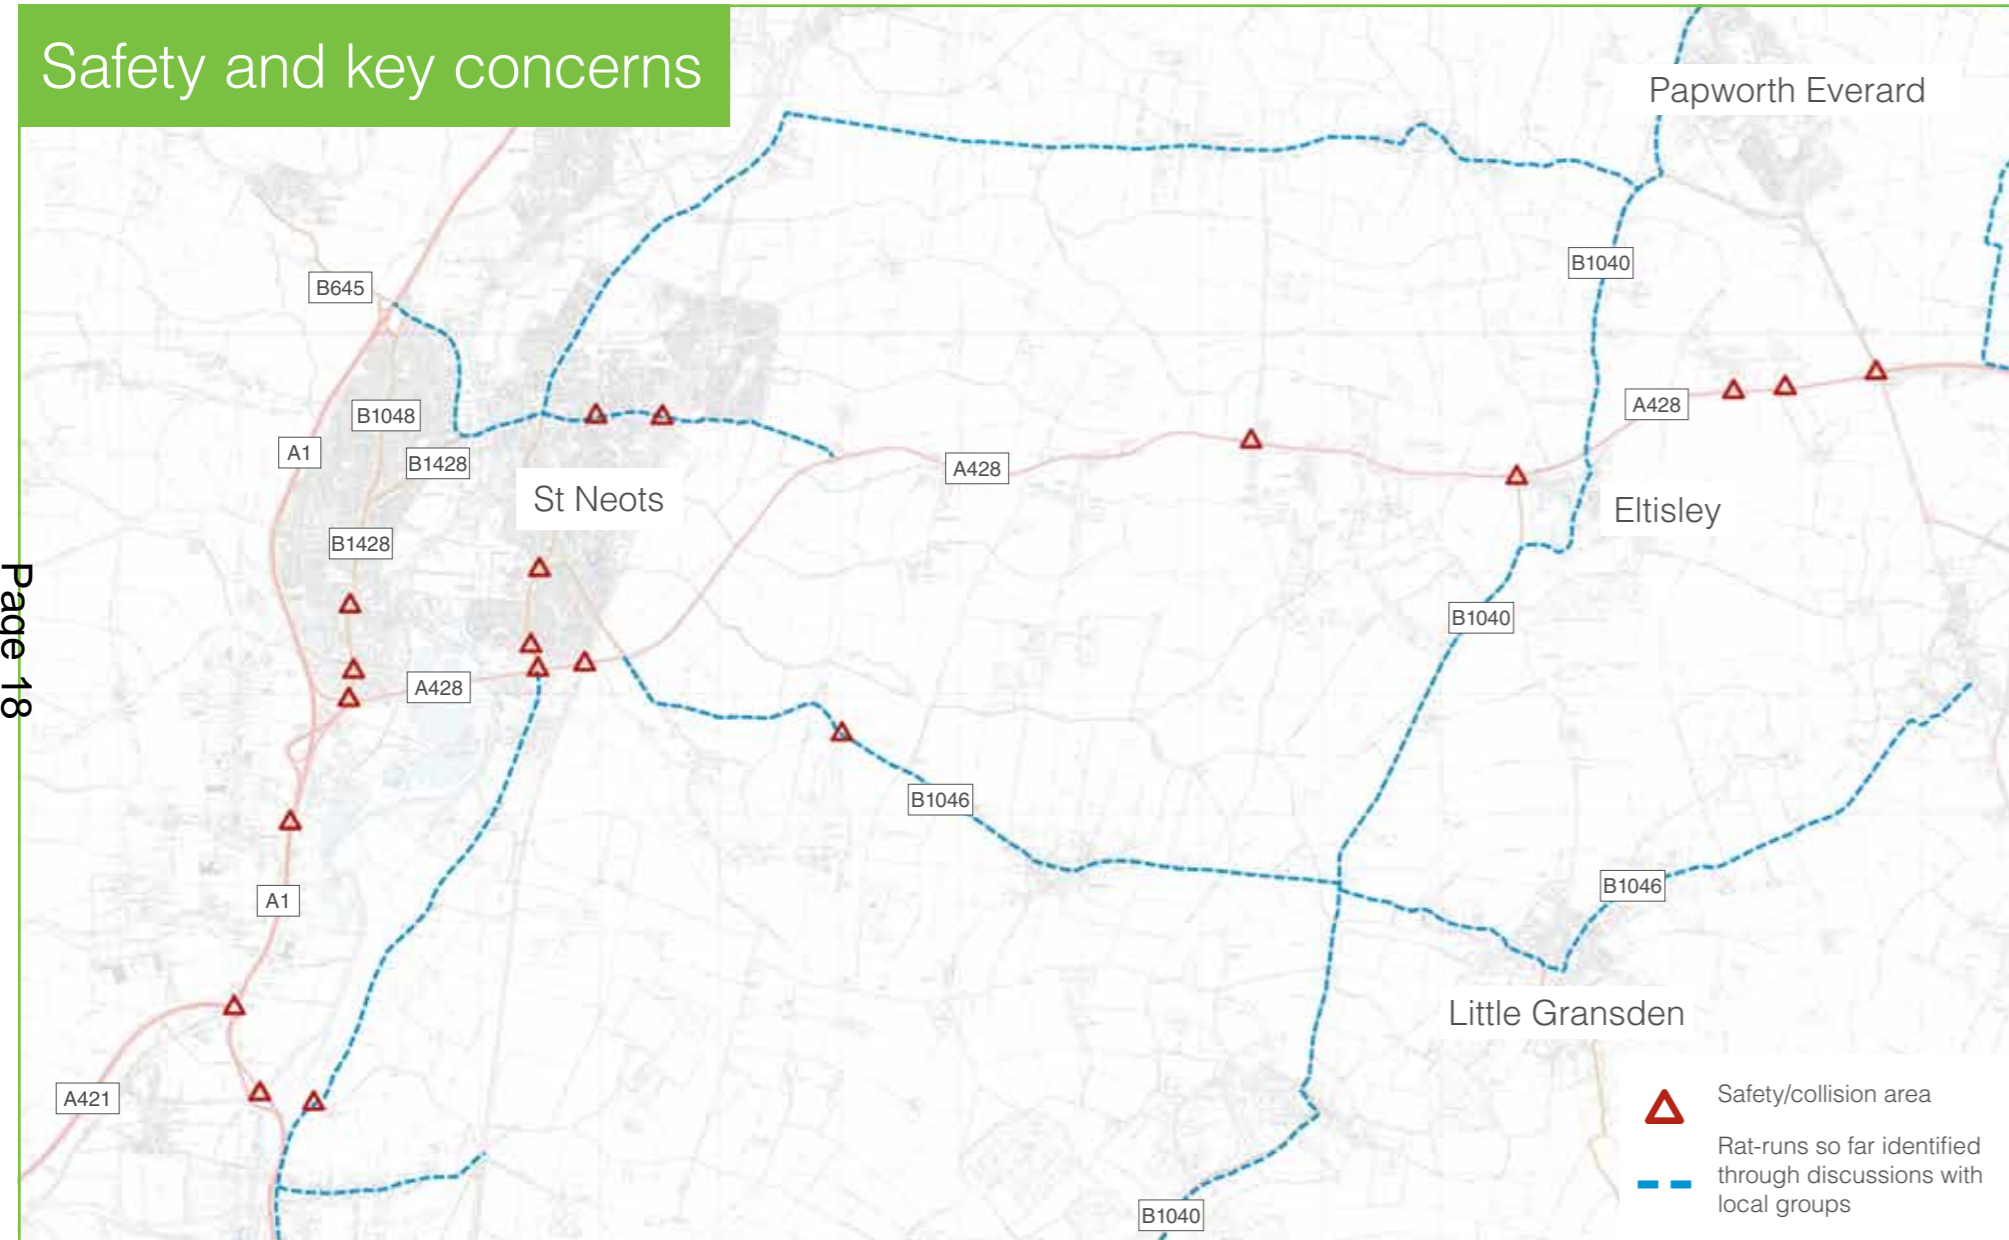 Safety and key concerns
Papworth Everard
B1040
B645
B1048
A1
B1428
A428
A428
St Neots
Eltisley
B1428
B1040
A428
Page 18
B1046
A1
B1046
Little Gransden
A421
B1040
Safety/collision area
Rat-runs so far identified
through discussions with
local groups